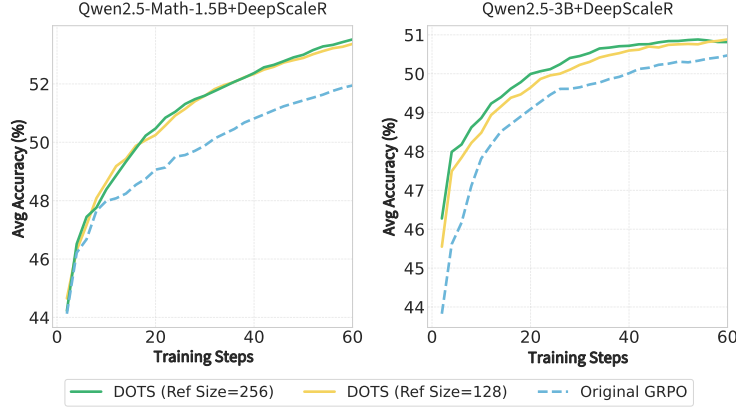 Qwen2.5-Math-1.5B+DeepScaleR
Avg Accuracy (%)
52
50
48
46
44
0
20
40
60
Training Steps
Qwen2.5-3B+DeepScaleR
Avg Accuracy (%)
51
50
49
48
47
46
45
44
0
20
40
60
Training Steps
DOTS (Ref Size=256)
DOTS (Ref Size=128)
Original GRPO